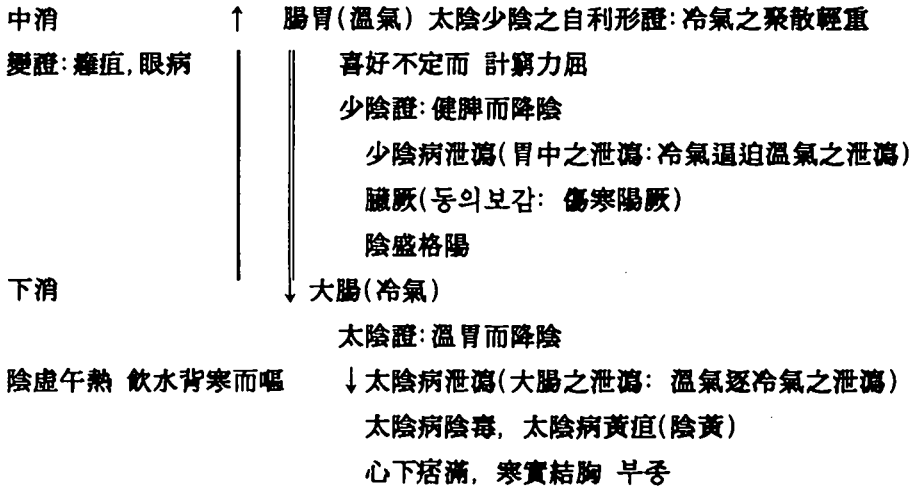 中消 ↑ 腸胃(溫氣) 太陰少陰之自利形證:冷氣之聚散輕重
變證:癰疽,眼病 喜好不定而 計窮力屈
少陰證:健脾而降陰
少陰病泄瀉(胃中之泄瀉:冷氣逼迫溫氣之泄瀉)
臟厥(동의보감: 傷寒陽厥)
陰盛格陽
下消 ↓ 大腸(冷氣)
太陰證:溫胃而降陰
陰虛午熱 飮水背寒而嘔 ↓太陰病泄瀉(大腸之泄瀉: 溫氣逐冷氣之泄瀉)
太陰病陰毒, 太陰病黃疸(陰黃)
心下痞滿, 寒實結胸 부종